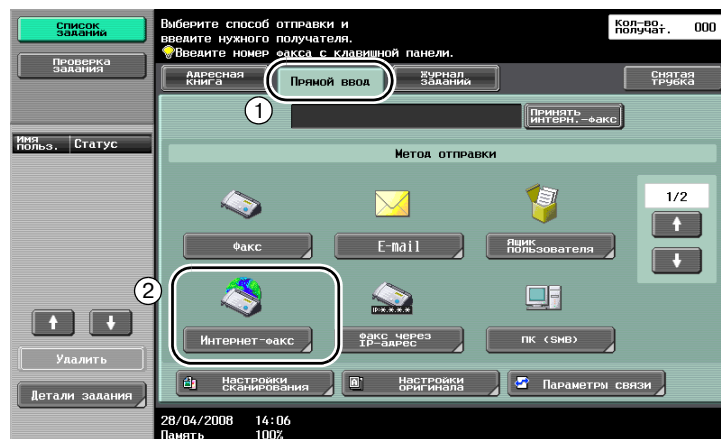 Список
заданий
Проверка
задания
Имя
польз.
Статус
Удалить
Детали задания
Выберите способ отправки и
введите нужного получателя.
Введите номер факса с клавишной панели.
Кол-во.
получат.
000
Адресная
книга
Прямой ввод
Журнал
заданий
Снятая
трубка
1
Принять
интерн.-факс
Метод отправки
Факс
E-mail
Ящик
пользователя
1/2
2
IP*.*.*.*
Интернет-факс
Факс через
IP-адрес
ПК (SMB)
Настройки
сканирования
Настройки
оригинала
Параметры связи
28/04/2008 14:06
Память 100%